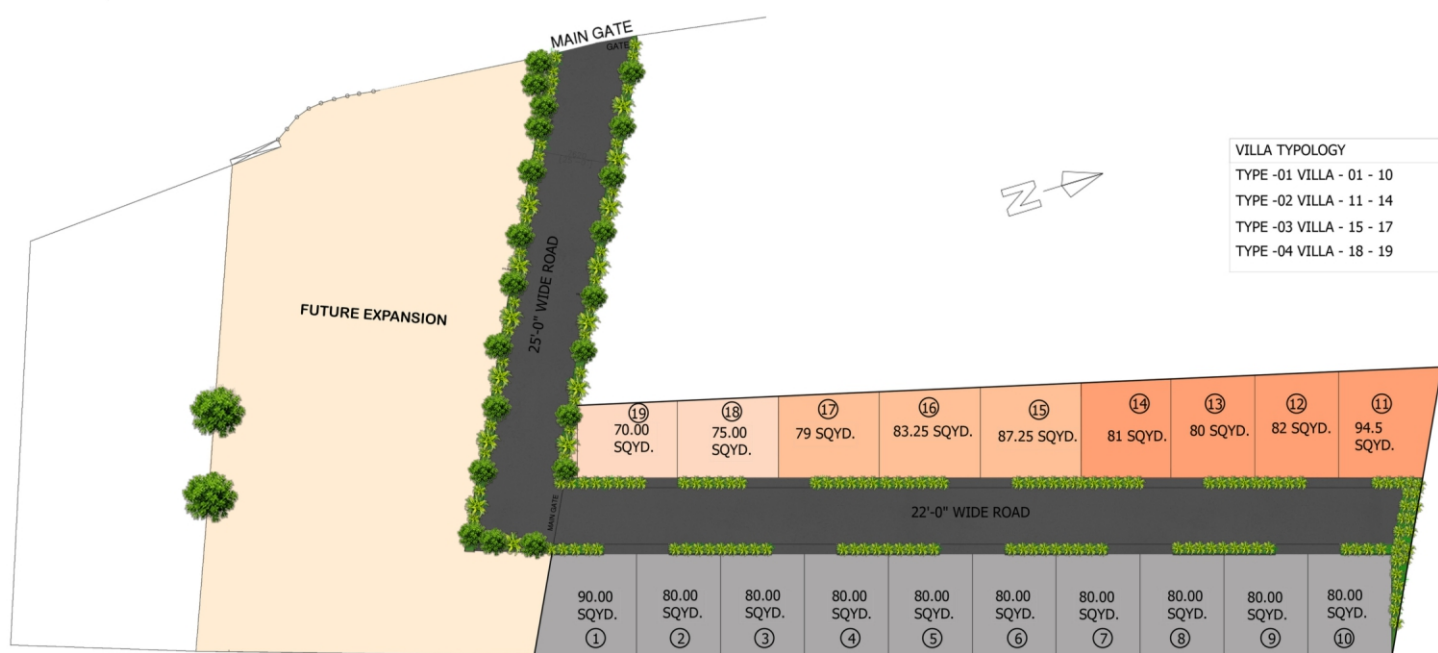 MAIN GATE
GATE
VILLA TYPOLOGY
TYPE -01 VILLA - 01 - 10
TYPE -02 VILLA - 11 - 14
TYPE -03 VILLA - 15 - 17
TYPE -04 VILLA - 18 - 19
N
25'-0" WIDE ROAD
FUTURE EXPANSION
19
70.00
SQYD.
18
75.00
SQYD.
17
79 SQYD.
16
83.25 SQYD.
15
87.25 SQYD.
14
81 SQYD.
13
80 SQYD.
12
82 SQYD.
11
94.5
SQYD.
MAIN GATE
22'-0" WIDE ROAD
90.00
SQYD.
1
80.00
SQYD.
2
80.00
SQYD.
3
80.00
SQYD.
4
80.00
SQYD.
5
80.00
SQYD.
6
80.00
SQYD.
7
80.00
SQYD.
8
80.00
SQYD.
9
80.00
SQYD.
10